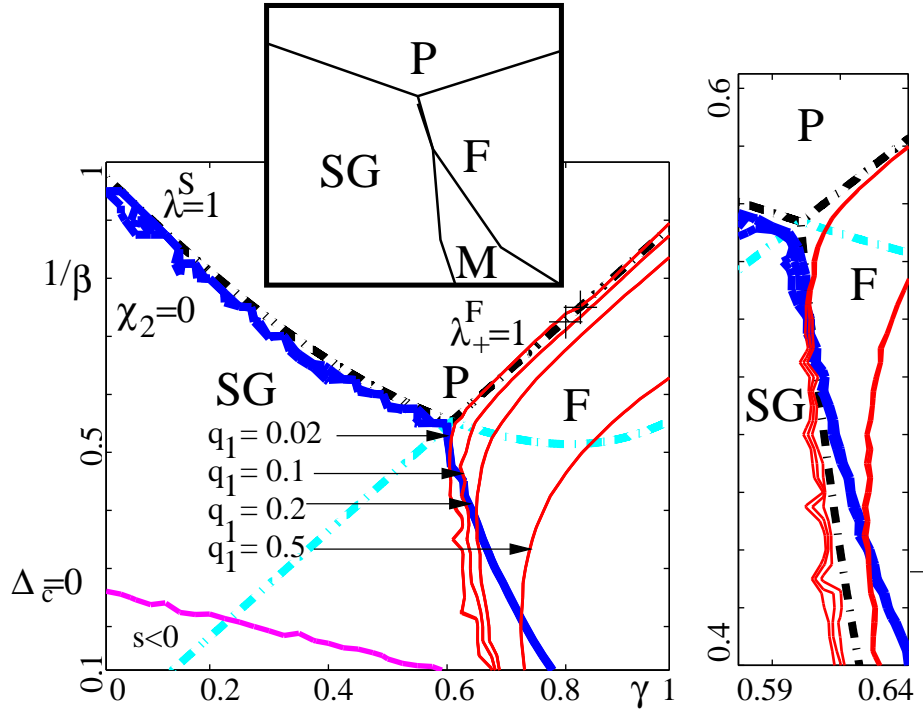 P
SG
F
M
1
λ^S=1
1/β
χ_2=0
λ_+^F=1
SG
P
F
q_1 = 0.02
q_1 = 0.1
q_1 = 0.2
q_1 = 0.5
0.5
Δ_c̅=0
s<0
0.1
0.0
0.2
0.4
0.6
0.8
γ
1
0.6
P
F
SG
0.4
0.59
0.64